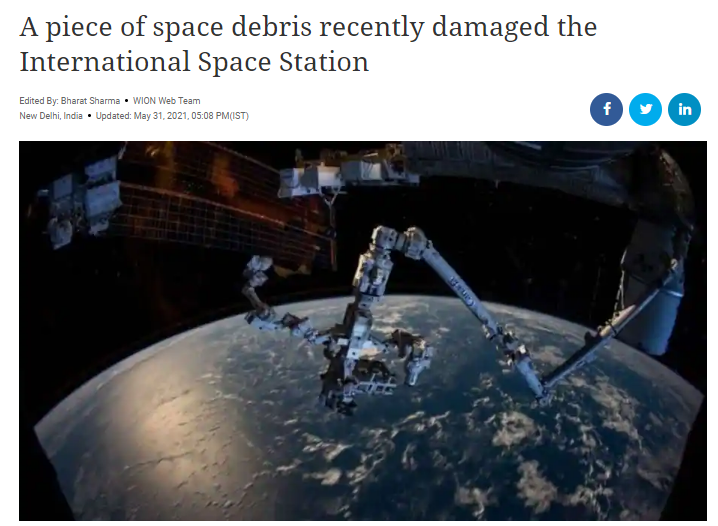 A piece of space debris recently damaged the
International Space Station
Edited By: Bharat Sharma • WION Web Team
New Delhi, India • Updated: May 31, 2021, 05:08 PM(IST)
f
in